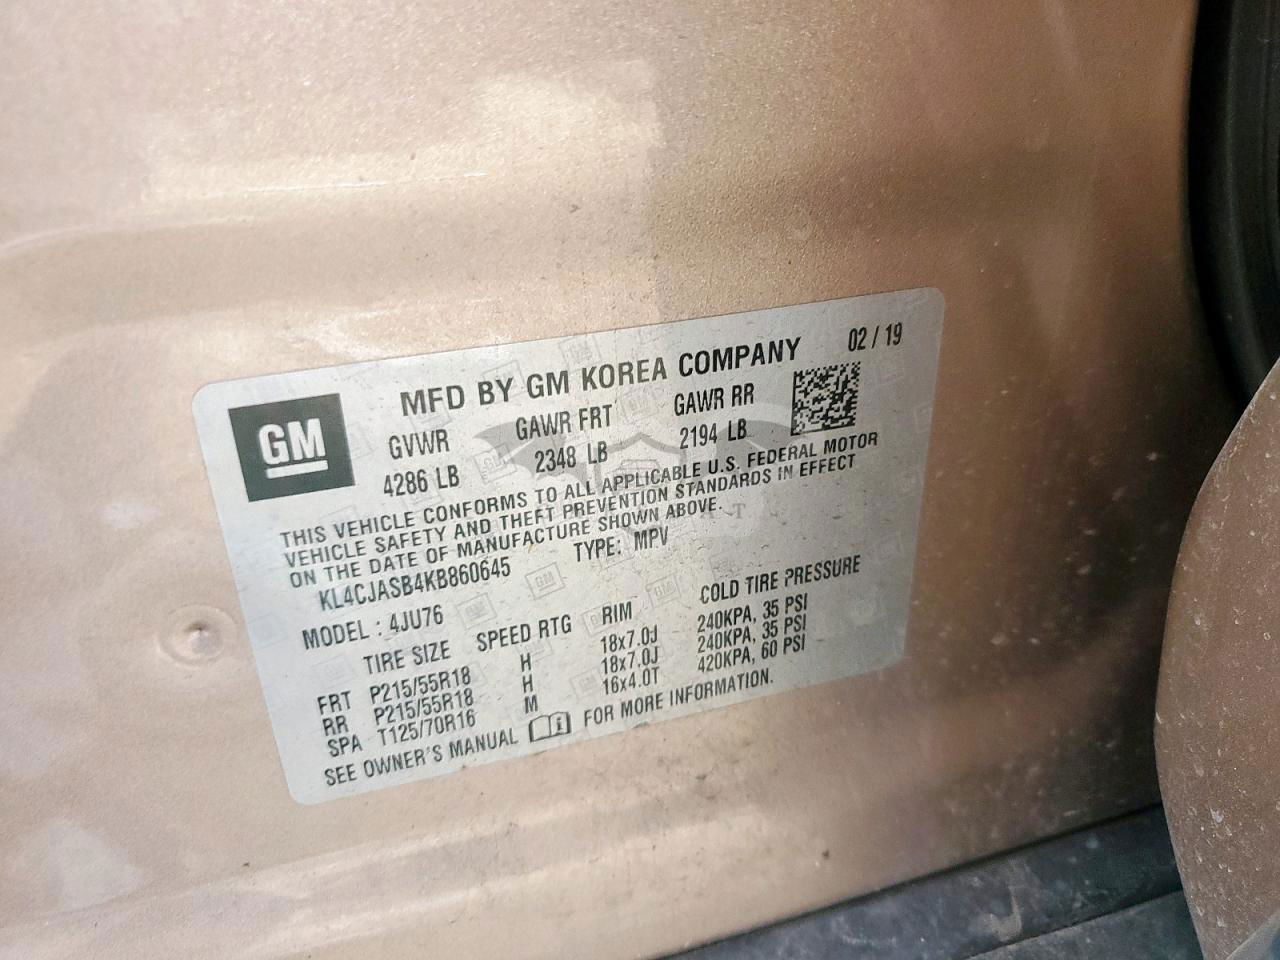 GM
MFD BY GM KOREA COMPANY 02 / 19
GVWR GAWR FRT GAWR RR
4286 LB 2348 LB 2194 LB
THIS VEHICLE CONFORMS TO ALL APPLICABLE U.S. FEDERAL MOTOR
VEHICLE SAFETY AND THEFT PREVENTION STANDARDS IN EFFECT
ON THE DATE OF MANUFACTURE SHOWN ABOVE.
KL4CJASB4KB860645 TYPE: MPV
MODEL : 4JU76
TIRE SIZE SPEED RTG RIM COLD TIRE PRESSURE
FRT P215/55R18 H 18x7.0J 240KPA, 35 PSI
RR P215/55R18 H 18x7.0J 240KPA, 35 PSI
SPA T125/70R16 M 16x4.0T 420KPA, 60 PSI
SEE OWNER'S MANUAL FOR MORE INFORMATION.